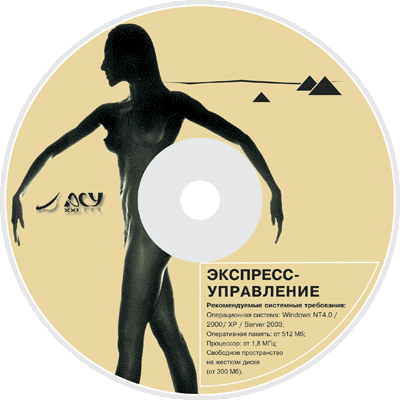 АСУ
XXI ВЕК
ЭКСПРЕСС-
УПРАВЛЕНИЕ
Рекомендуемые системные требования:
Операционная система: Windows NT4.0 /
2000/ XP / Server 2003;
Оперативная память: от 512 Мб;
Процессор: от 1,8 МГц;
Свободное пространство
на жестком диске
(от 300 Мб);